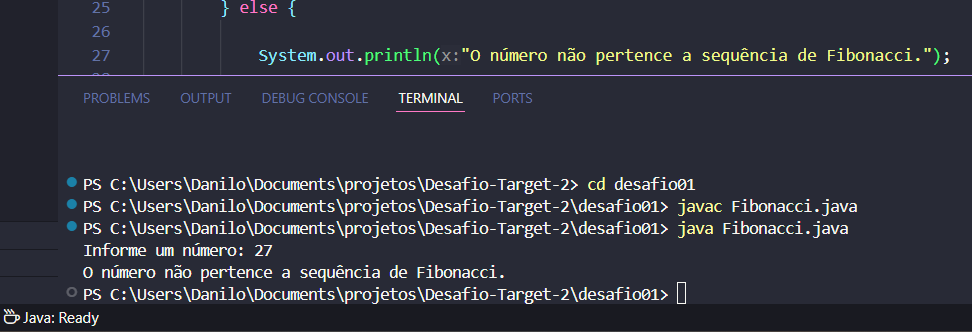 25 } else {
26
27 System.out.println(x:"O número não pertence a sequência de Fibonacci.");
PROBLEMS OUTPUT DEBUG CONSOLE TERMINAL PORTS
PS C:\Users\Danilo\Documents\projetos\Desafio-Target-2> cd desafio01
PS C:\Users\Danilo\Documents\projetos\Desafio-Target-2\desafio01> javac Fibonacci.java
PS C:\Users\Danilo\Documents\projetos\Desafio-Target-2\desafio01> java Fibonacci.java
Informe um número: 27
O número não pertence a sequência de Fibonacci.
PS C:\Users\Danilo\Documents\projetos\Desafio-Target-2\desafio01>
Java: Ready